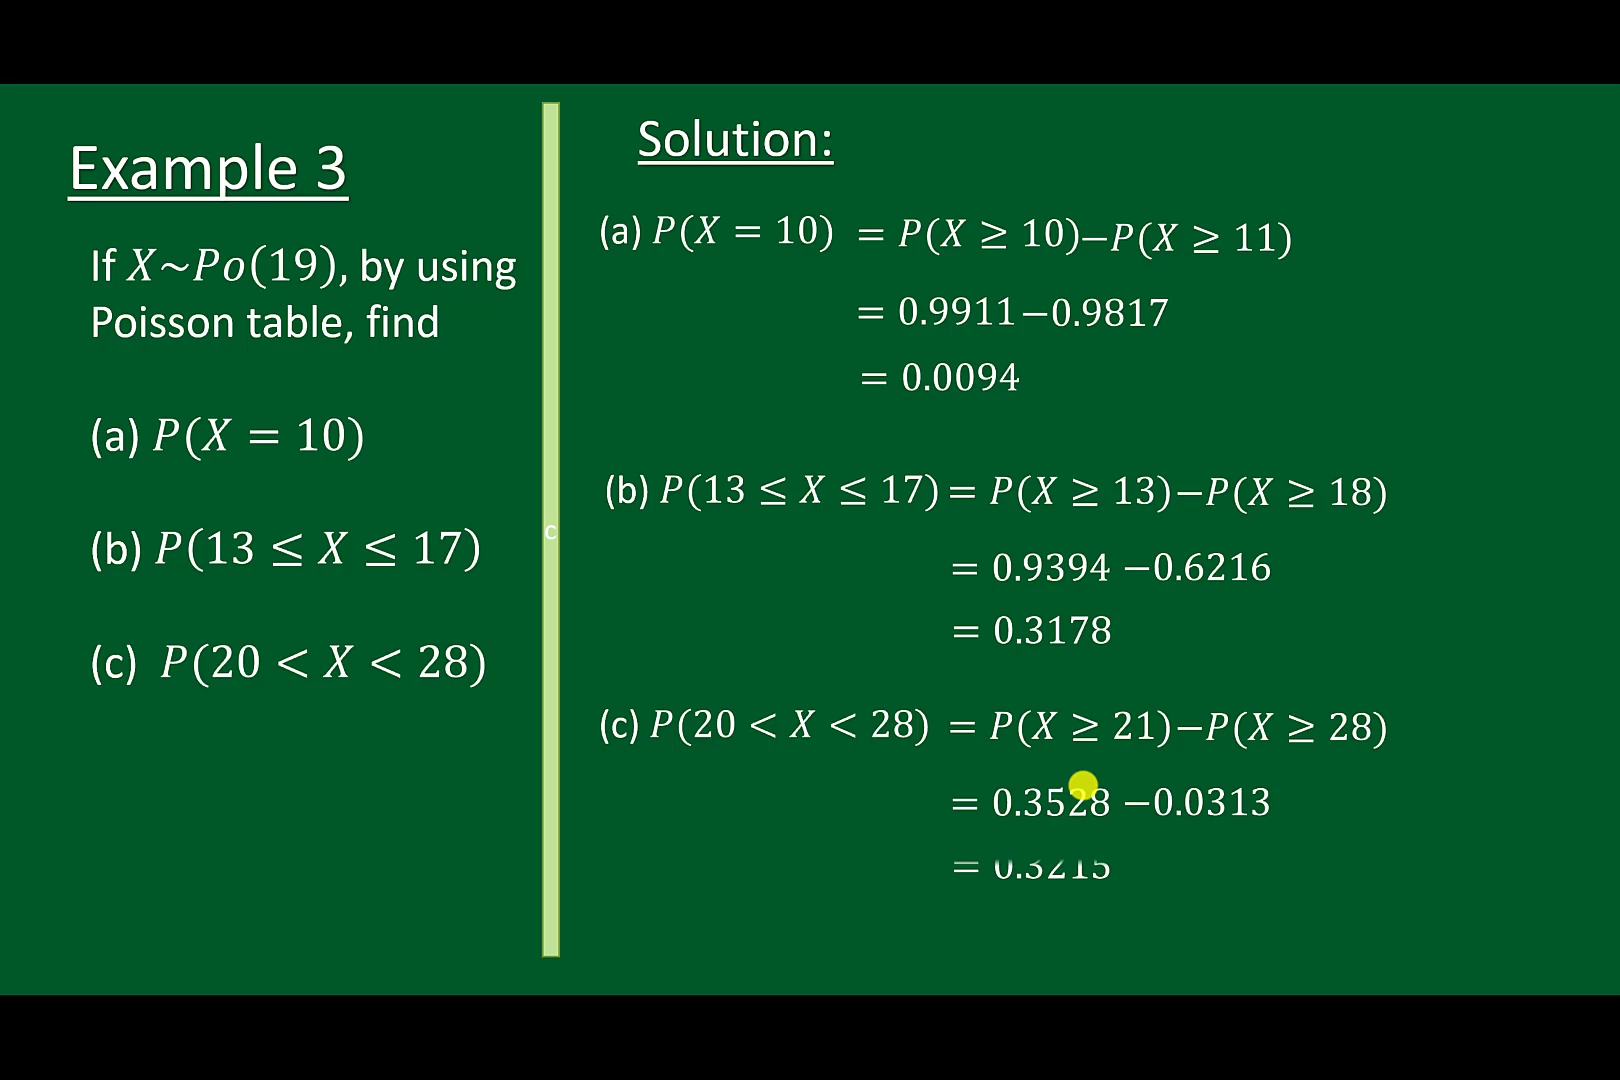 Example 3
If X~Po(19), by using
Poisson table, find
(a) P(X = 10)
(b) P(13 ≤ X ≤ 17)
(c) P(20 < X < 28)
c
Solution:
(a) P(X = 10) = P(X ≥ 10)−P(X ≥ 11)
= 0.9911−0.9817
= 0.0094
(b) P(13 ≤ X ≤ 17) = P(X ≥ 13)−P(X ≥ 18)
= 0.9394 −0.6216
= 0.3178
(c) P(20 < X < 28) = P(X ≥ 21)−P(X ≥ 28)
= 0.3528 −0.0313
= 0.3215